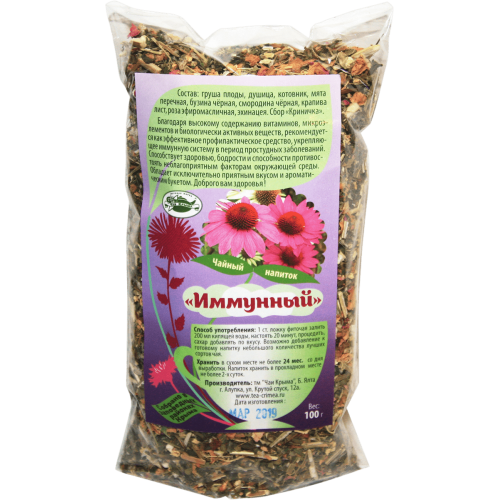 Состав: груша плоды, душица, котовник, мята
перечная, бузина чёрная, смородина чёрная, крапива
лист, роза эфиромасличная, эхинацея. Сбор «Криничка».
Благодаря высокому содержанию витаминов, микроэ-
лементов и биологически активных веществ, рекомендует-
ся как эффективное профилактическое средство, укрепляю-
щее иммунную систему в период простудных заболеваний.
Способствует здоровью, бодрости и способности противос-
тоять неблагоприятным факторам окружающей среды.
Обладает исключительно приятным вкусом и аромати-
ческим букетом. Доброго вам здоровья!
Чайный напиток
«Иммунный»
Способ употребления: 1 ст. ложку фиточая залить
200 мл кипящей воды, настоять 20 минут, процедить,
сахар добавлять по вкусу. Возможно добавление в
готовому напитку небольшого количества лучших
сортов чая.
Хранить в сухом месте не более 24 мес. со дня
выработки. Напиток хранить в прохладном месте
не более 2-х суток.
Производитель: тм "Чаи Крыма", Б. Ялта
г. Алупка, ул. Крутой спуск, 12а.
www.tea-crimea.ru
Дата изготовления:
МАР 2019
Вес:
100 г